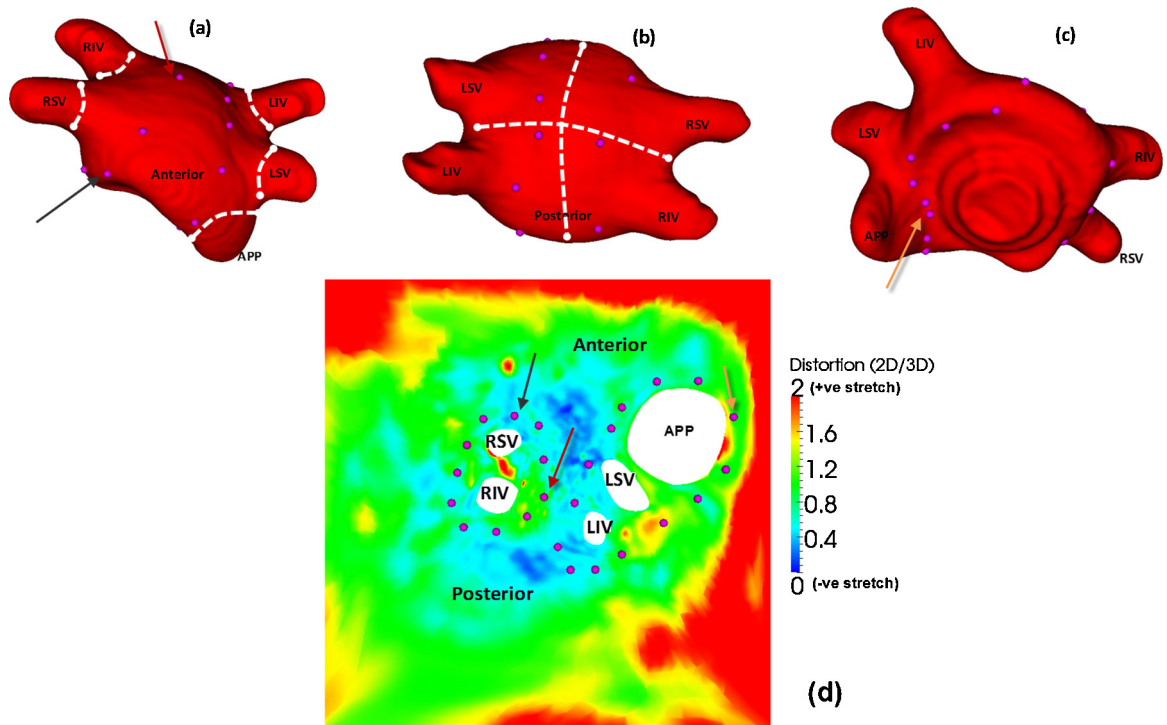 (a)
RIV
RSV
LIV
LSV
Anterior
APP
(b)
LSV
RSV
LIV
Posterior
RIV
(c)
LIV
LSV
RIV
APP
RSV
Anterior
RSV
APP
RIV
LSV
LIV
Posterior
Distortion (2D/3D)
2 (+ve stretch)
1.6
1.2
0.8
0.4
0 (-ve stretch)
(d)